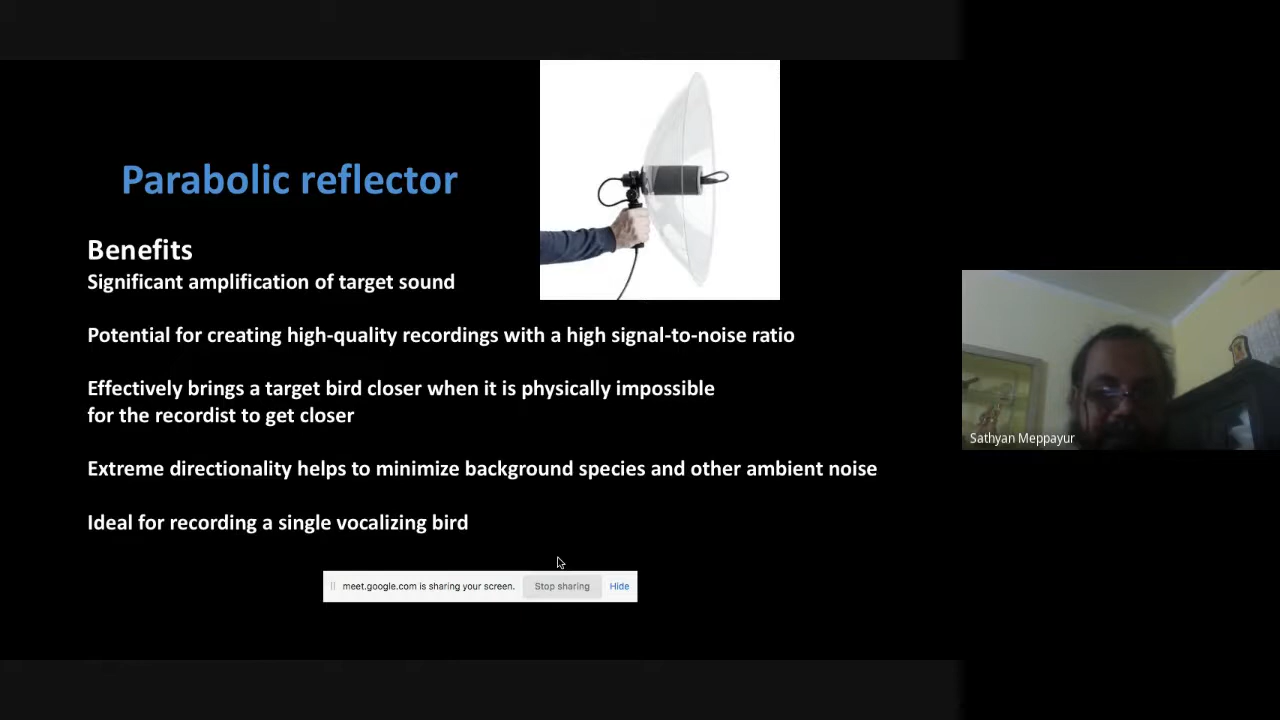 Parabolic reflector
Benefits
Significant amplification of target sound
Potential for creating high-quality recordings with a high signal-to-noise ratio
Effectively brings a target bird closer when it is physically impossible
for the recordist to get closer
Extreme directionality helps to minimize background species and other ambient noise
Ideal for recording a single vocalizing bird
meet.google.com is sharing your screen. Stop sharing Hide
Sathyan Meppayur